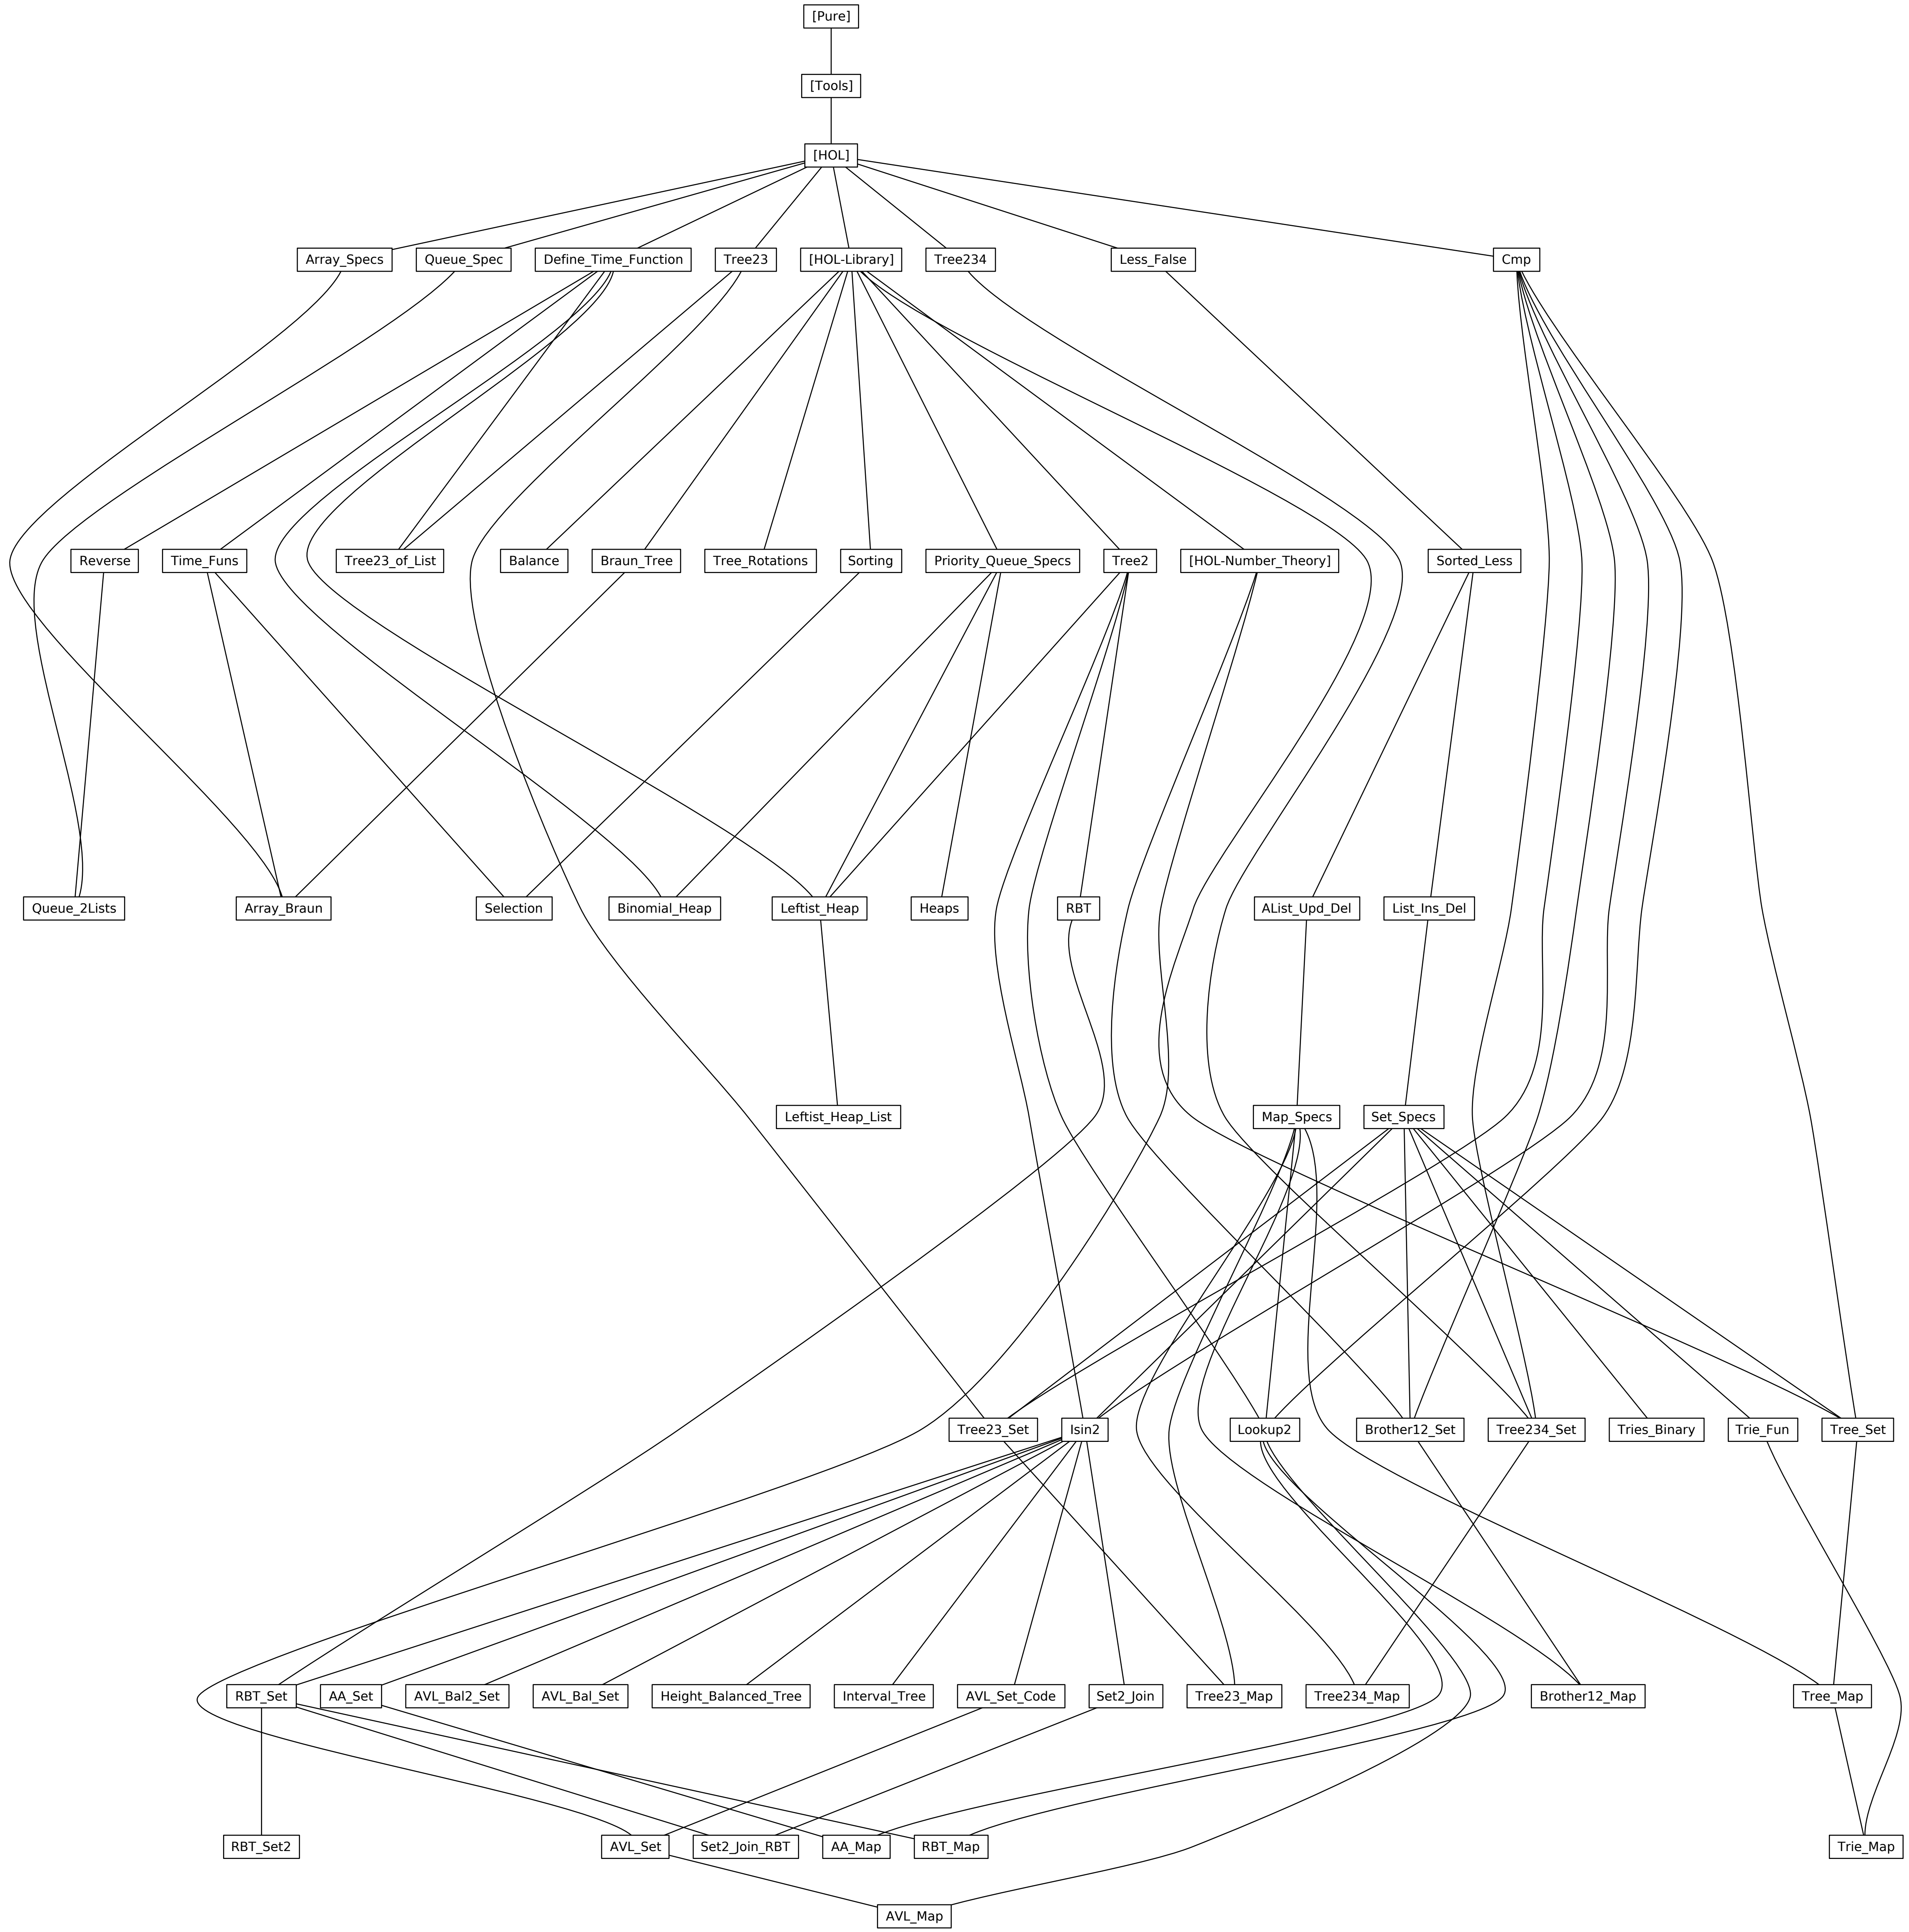 [Pure]
[Tools]
[HOL]
Array_Specs
Queue_Spec
Define_Time_Function
Tree23
[HOL-Library]
Tree234
Less_False
Cmp
Reverse
Time_Funs
Tree23_of_List
Balance
Braun_Tree
Tree_Rotations
Sorting
Priority_Queue_Specs
Tree2
[HOL-Number_Theory]
Sorted_Less
Queue_2Lists
Array_Braun
Selection
Binomial_Heap
Leftist_Heap
Heaps
RBT
AList_Upd_Del
List_Ins_Del
Leftist_Heap_List
Map_Specs
Set_Specs
Tree23_Set
Isin2
Lookup2
Brother12_Set
Tree234_Set
Tries_Binary
Trie_Fun
Tree_Set
RBT_Set
AA_Set
AVL_Bal2_Set
AVL_Bal_Set
Height_Balanced_Tree
Interval_Tree
AVL_Set_Code
Set2_Join
Tree23_Map
Tree234_Map
Brother12_Map
Tree_Map
RBT_Set2
AVL_Set
Set2_Join_RBT
AA_Map
RBT_Map
Trie_Map
AVL_Map